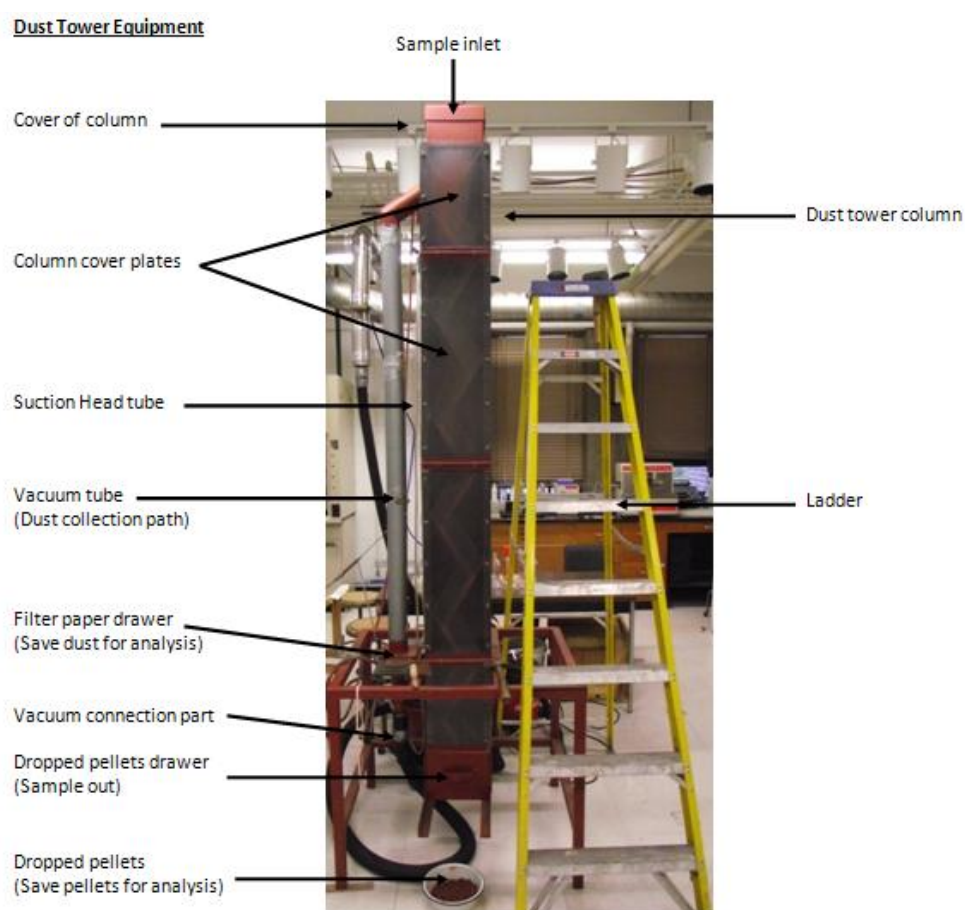 Dust Tower Equipment
Sample inlet
Cover of column
Dust tower column
Column cover plates
Suction Head tube
Vacuum tube
(Dust collection path)
Ladder
Filter paper drawer
(Save dust for analysis)
Vacuum connection part
Dropped pellets drawer
(Sample out)
Dropped pellets
(Save pellets for analysis)